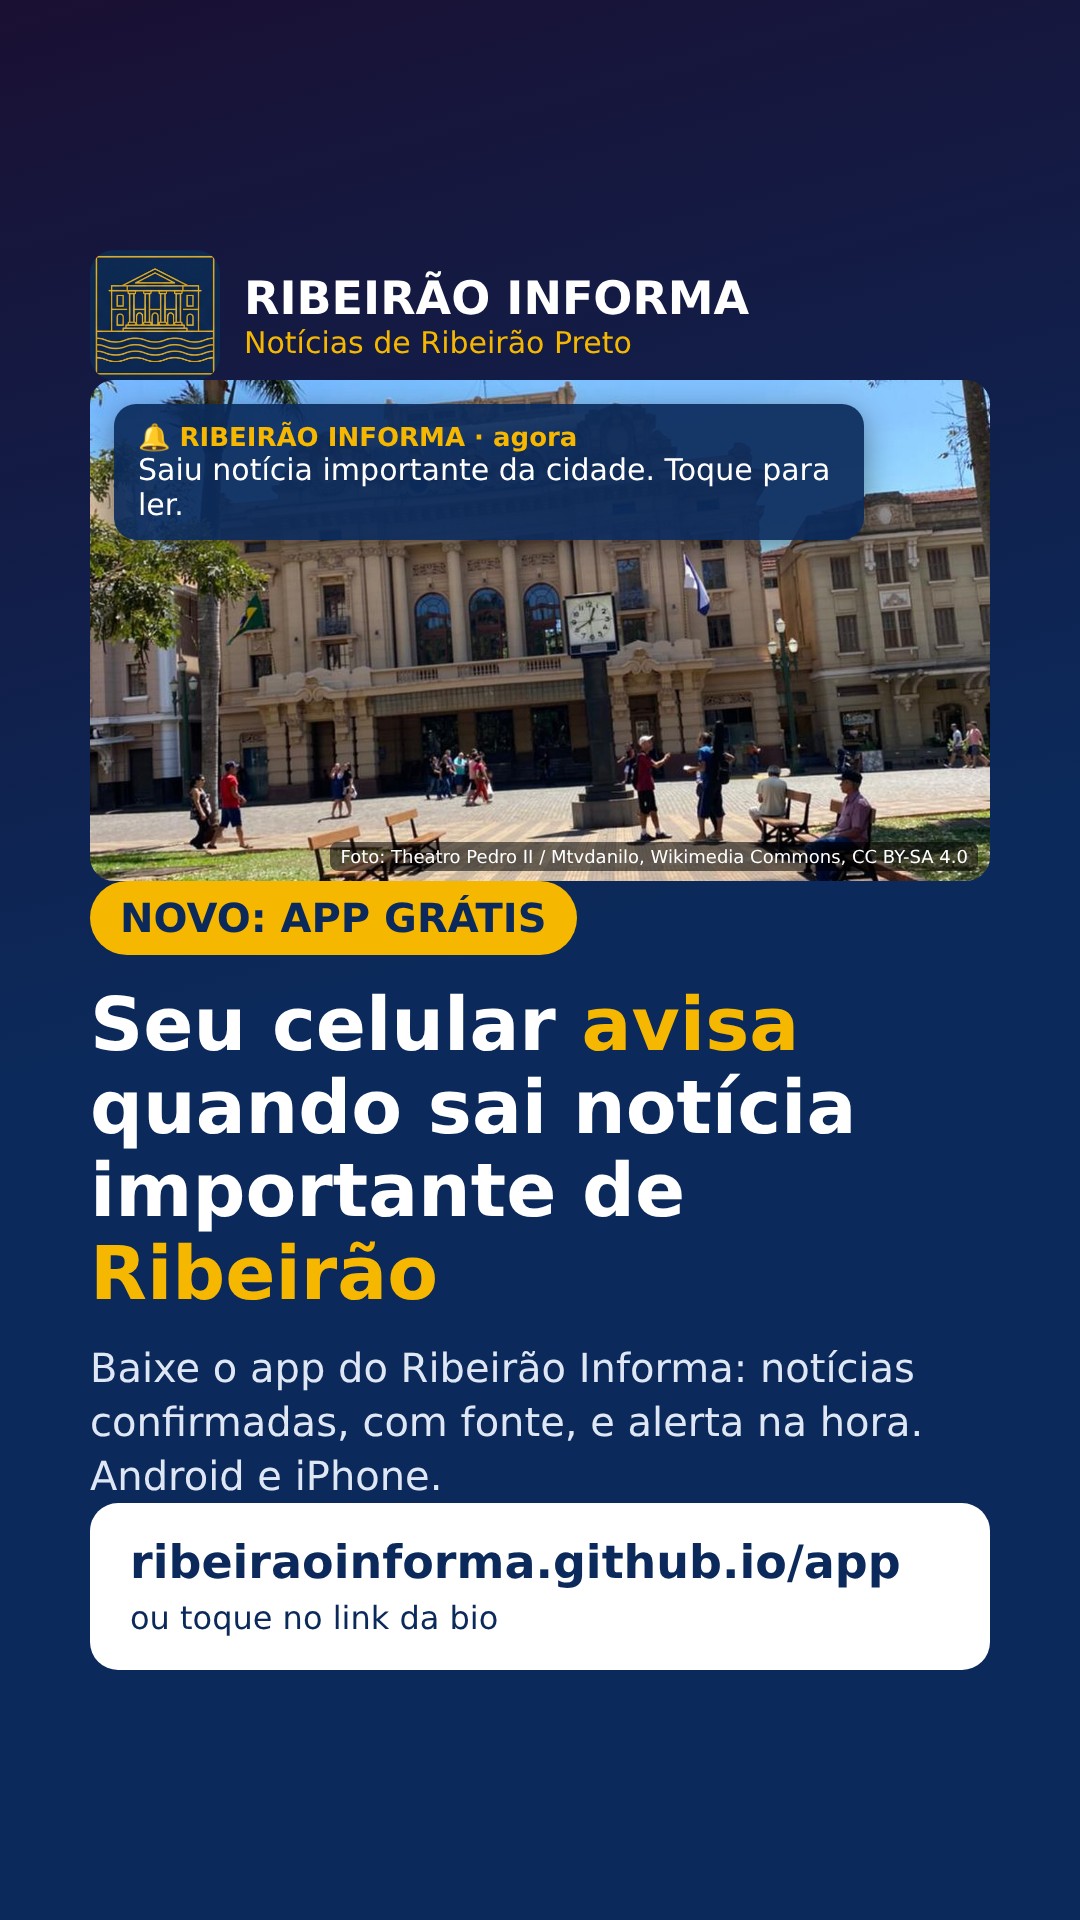 RIBEIRÃO INFORMA
Notícias de Ribeirão Preto
🔔 RIBEIRÃO INFORMA · agora
Saiu notícia importante da cidade. Toque para
ler.
Foto: Theatro Pedro II / Mtvdanilo, Wikimedia Commons, CC BY-SA 4.0
NOVO: APP GRÁTIS
Seu celular avisa
quando sai notícia
importante de
Ribeirão
Baixe o app do Ribeirão Informa: notícias
confirmadas, com fonte, e alerta na hora.
Android e iPhone.
ribeiraoinforma.github.io/app
ou toque no link da bio